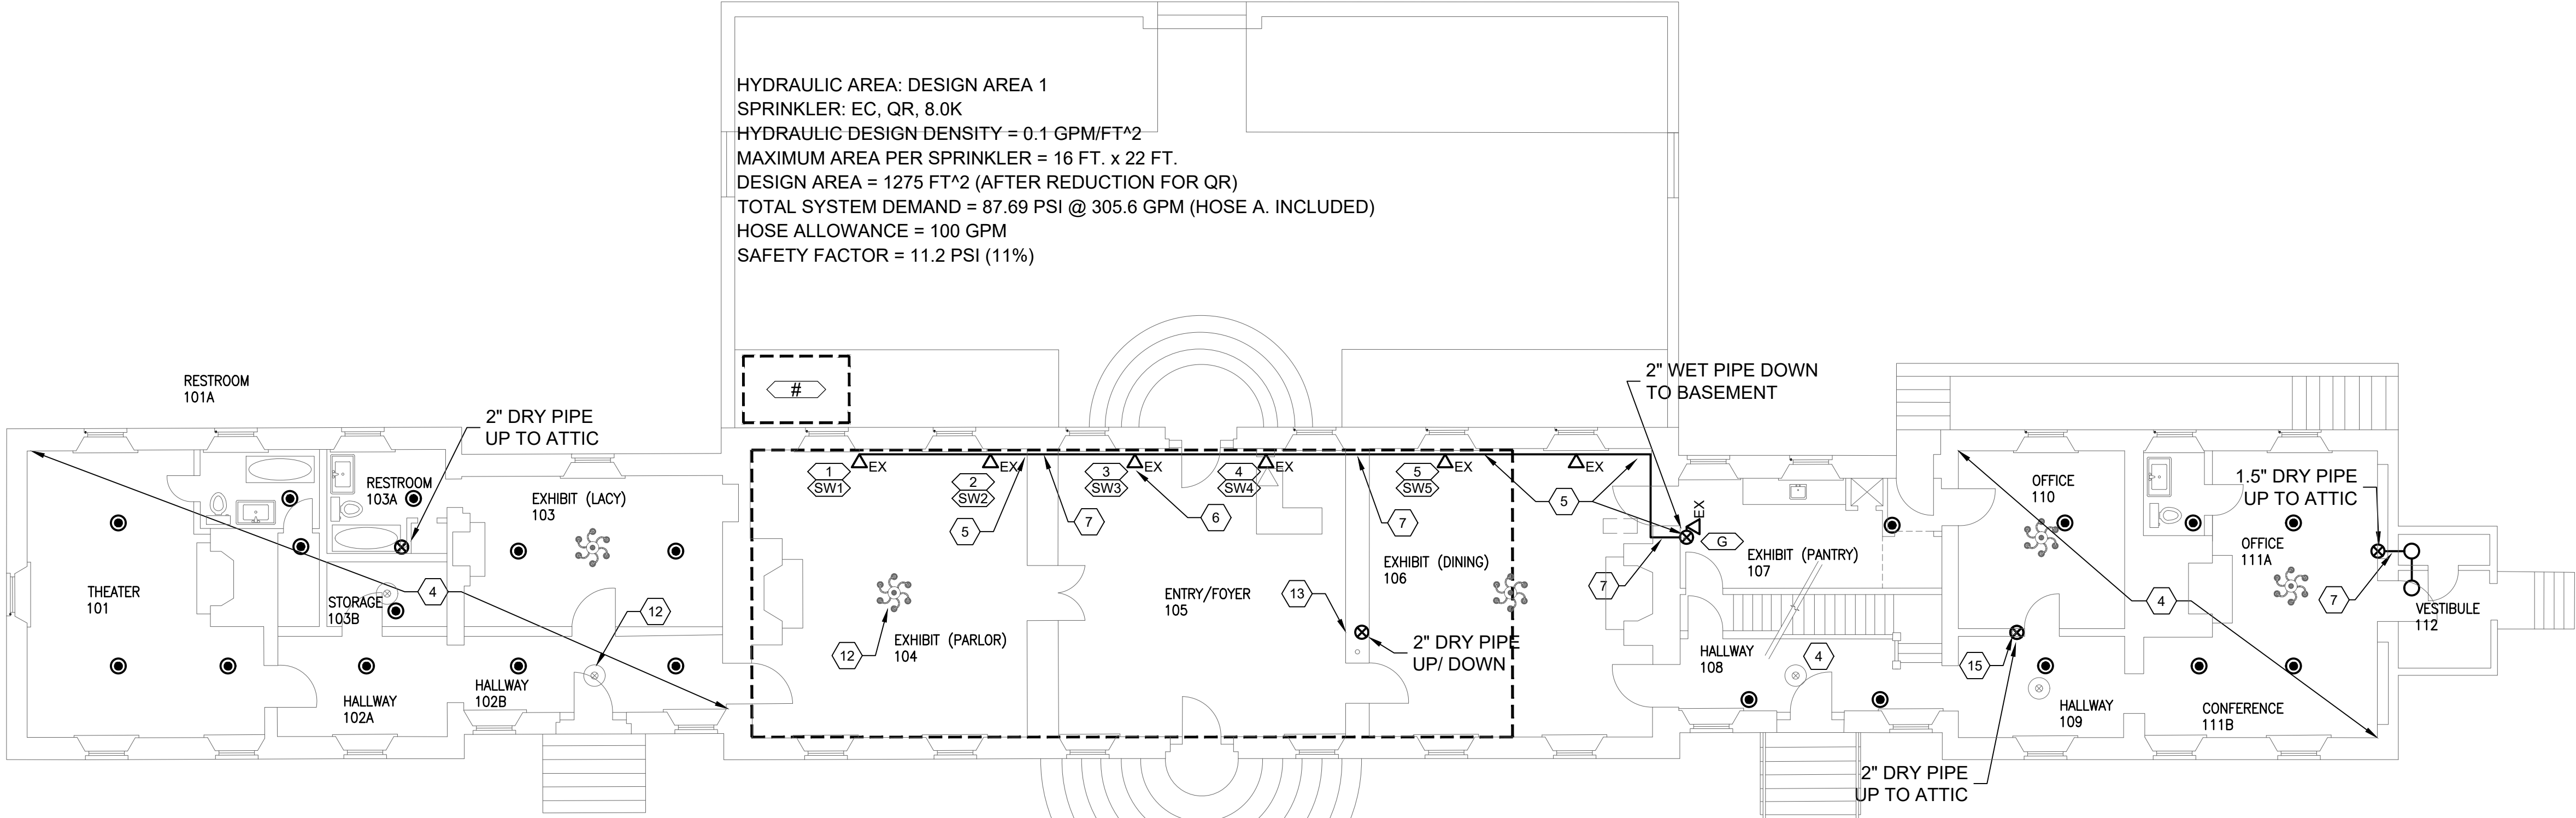 HYDRAULIC AREA: DESIGN AREA 1
SPRINKLER: EC, QR, 8.0K
HYDRAULIC DESIGN DENSITY = 0.1 GPM/FT^2
MAXIMUM AREA PER SPRINKLER = 16 FT. x 22 FT.
DESIGN AREA = 1275 FT^2 (AFTER REDUCTION FOR QR)
TOTAL SYSTEM DEMAND = 87.69 PSI @ 305.6 GPM (HOSE A. INCLUDED)
HOSE ALLOWANCE = 100 GPM
SAFETY FACTOR = 11.2 PSI (11%)
#
RESTROOM
101A
2" DRY PIPE
UP TO ATTIC
RESTROOM
103A
EXHIBIT (LACY)
103
THEATER
101
STORAGE
103B
4
12
HALLWAY
102A
HALLWAY
102B
1
SW1
EX
2
SW2
EX
3
SW3
EX
4
SW4
EX
5
SW5
EX
EX
5
7
6
7
5
2" WET PIPE DOWN
TO BASEMENT
EX
G
7
EXHIBIT (PARLOR)
104
12
ENTRY/FOYER
105
13
2" DRY PIPE
UP/ DOWN
EXHIBIT (DINING)
106
EXHIBIT (PANTRY)
107
HALLWAY
108
4
OFFICE
110
OFFICE
111A
1.5" DRY PIPE
UP TO ATTIC
7
4
VESTIBULE
112
15
HALLWAY
109
CONFERENCE
111B
2" DRY PIPE
UP TO ATTIC